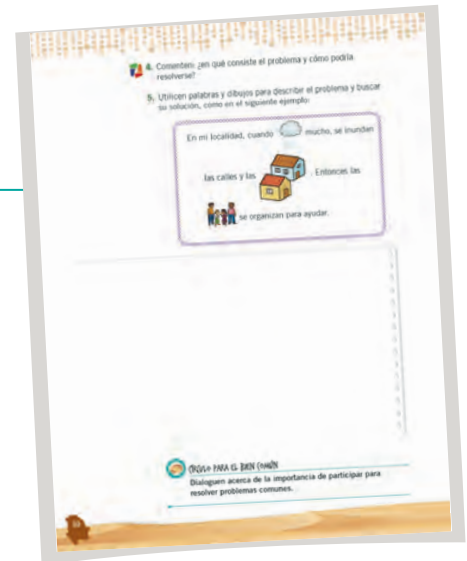 4. Comenten: ¿en qué consiste el problema y cómo podría
resolverse?
5. Utilicen palabras y dibujos para describir el problema y buscar
su solución, como en el siguiente ejemplo:
En mi localidad, cuando mucho, se inundan
las calles y las . Entonces las
se organizan para ayudar.
CÍRCULO PARA EL BIEN COMÚN
Dialoguen acerca de la importancia de participar para
resolver problemas comunes.